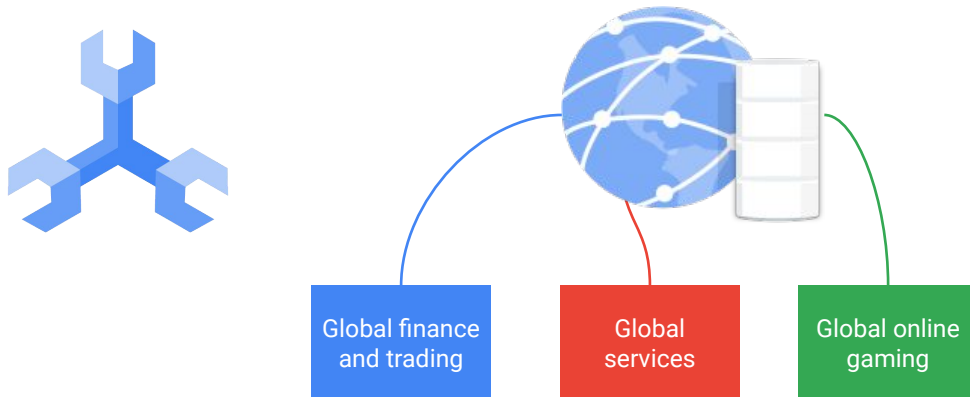 Global finance
and trading
Global
services
Global online
gaming